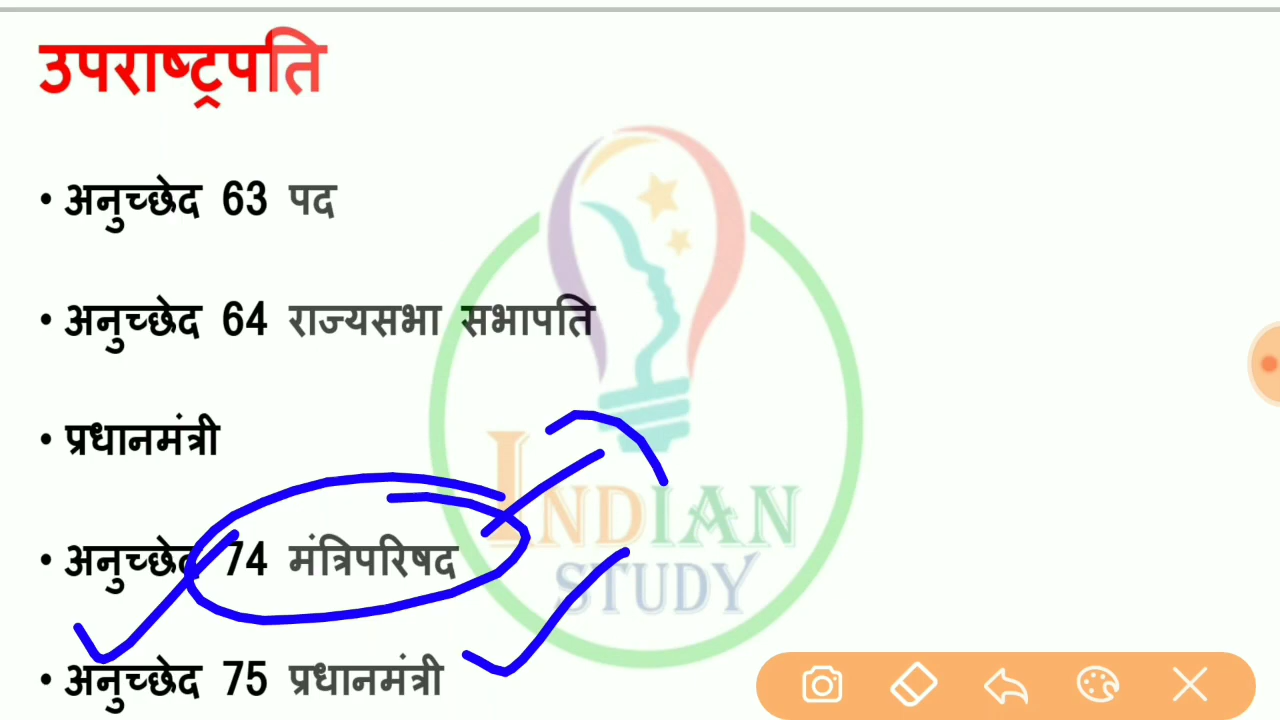 उपराष्ट्रपति
• अनुच्छेद 63 पद
• अनुच्छेद 64 राज्यसभा सभापति
• प्रधानमंत्री
• अनुच्छेद 74 मंत्रिपरिषद
• अनुच्छेद 75 प्रधानमंत्री
INDIAN
STUDY